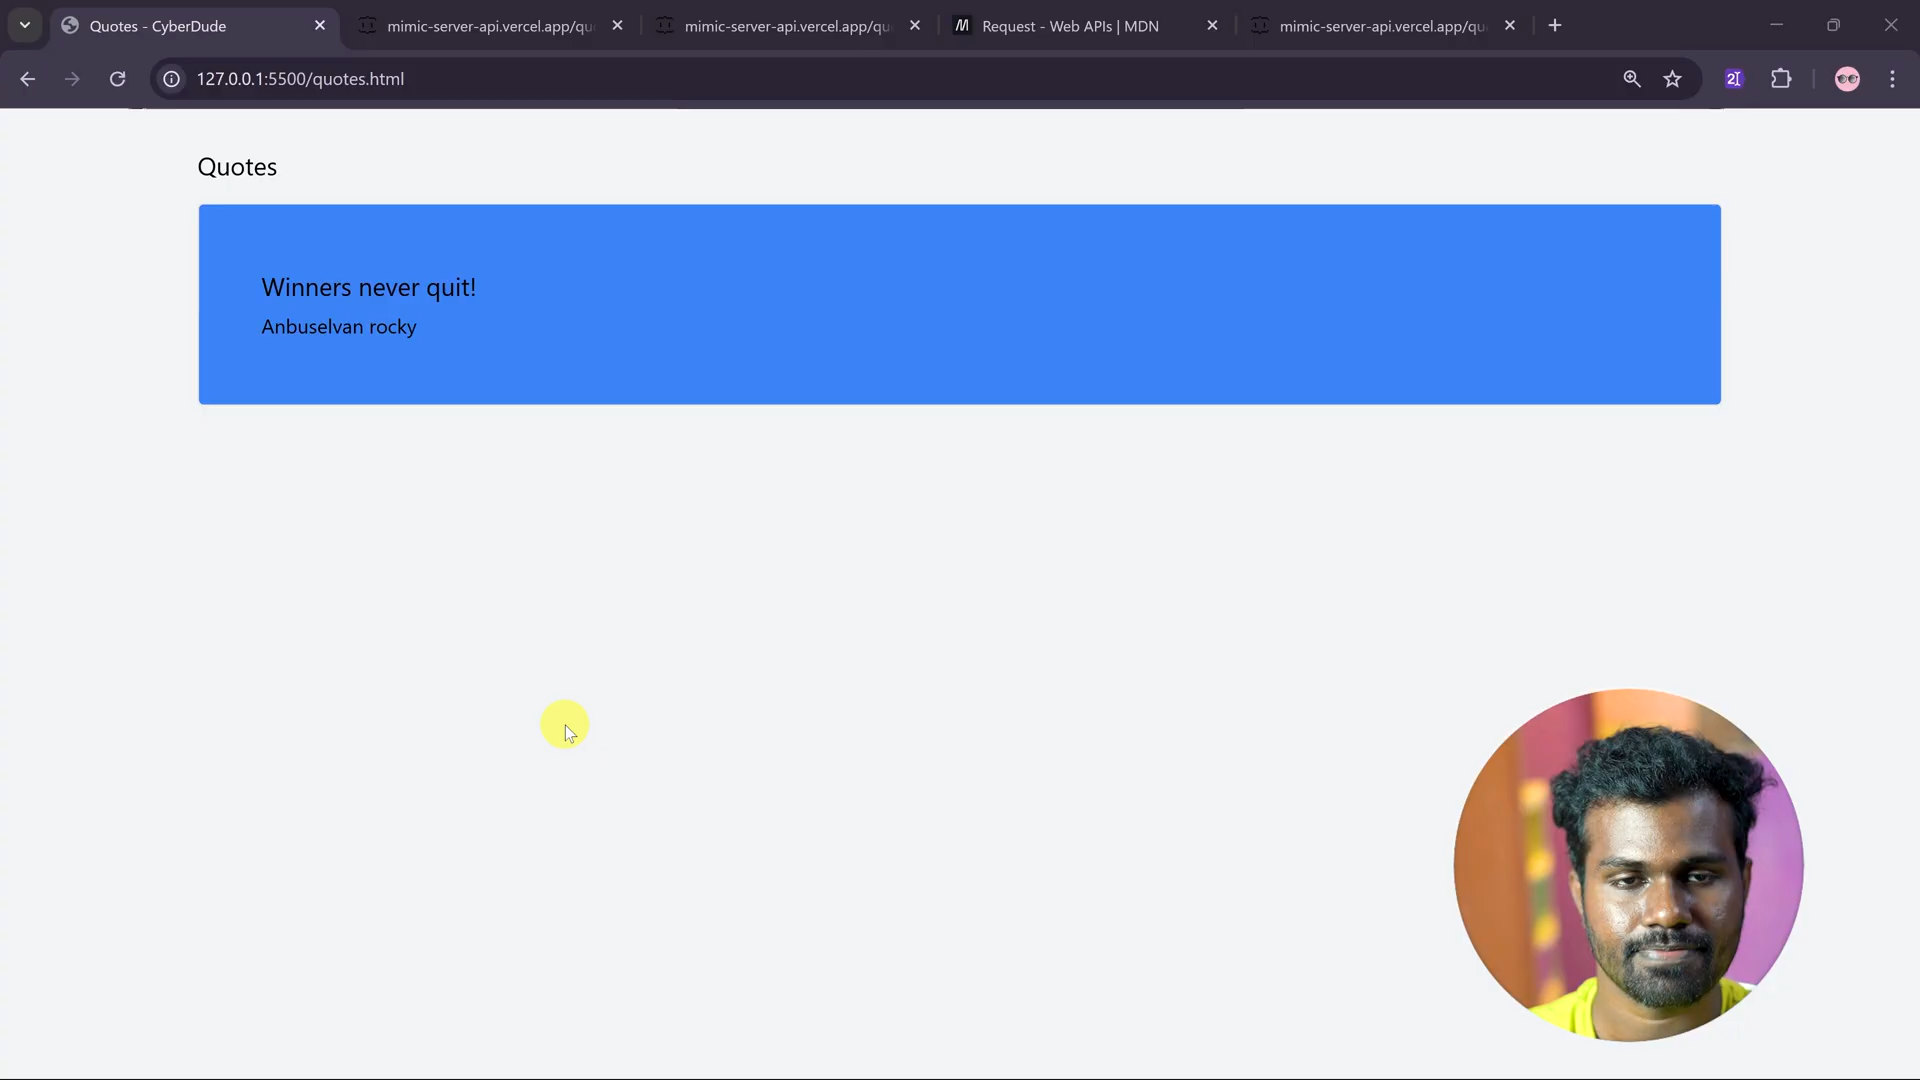 Quotes - CyberDude
mimic-server-api.vercel.app/qu
mimic-server-api.vercel.app/qu
Request - Web APIs | MDN
mimic-server-api.vercel.app/qu
127.0.0.1:5500/quotes.html
Quotes
Winners never quit!
Anbuselvan rocky